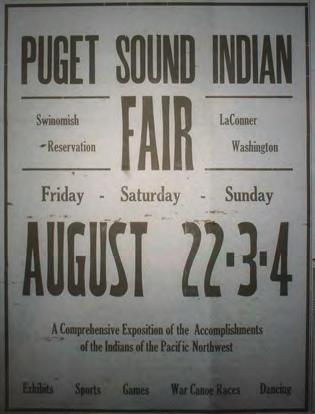 PUGET SOUND INDIAN
FAIR
Swinomish
Reservation
LaConner
Washington
Friday - Saturday - Sunday
AUGUST 22·3·4
A Comprehensive Exposition of the Accomplishments
of the Indians of the Pacific Northwest
Exhibits Sports Games War Canoe Races Dancing